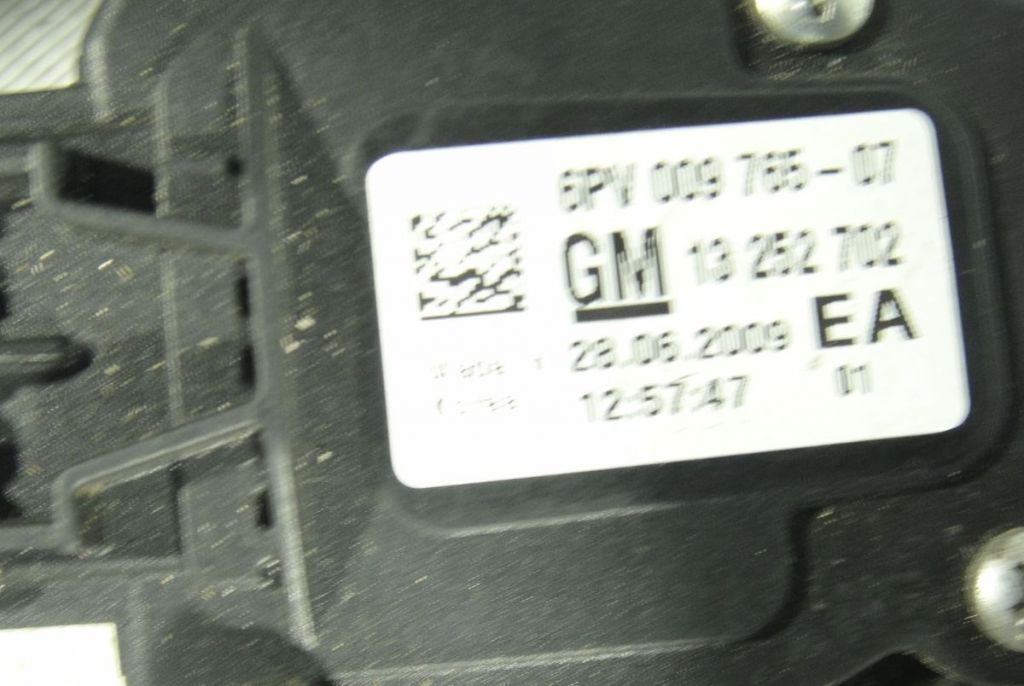 6PV 009 765-07
GM 13 252 702
EA
28.06.2009
12:57:47 01